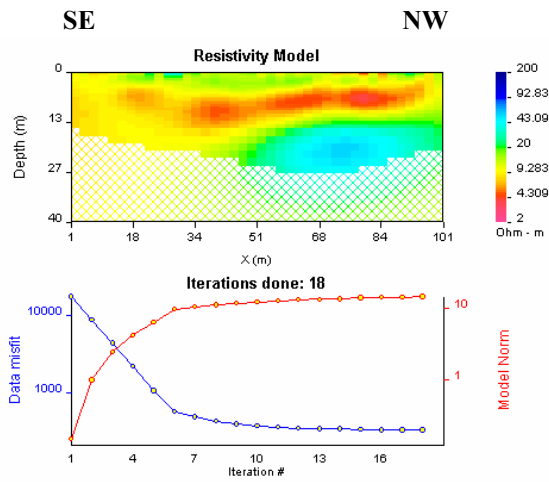 SE NW
Resistivity Model
0
13
27
40
Depth (m)
1 18 34 51 68 84 101
X (m)
200
92.83
43.09
20
9.283
4.309
2
Ohm - m
Iterations done: 18
10000
1000
Data misfit
10
1
Model Norm
1 4 7 10 13 16
Iteration #